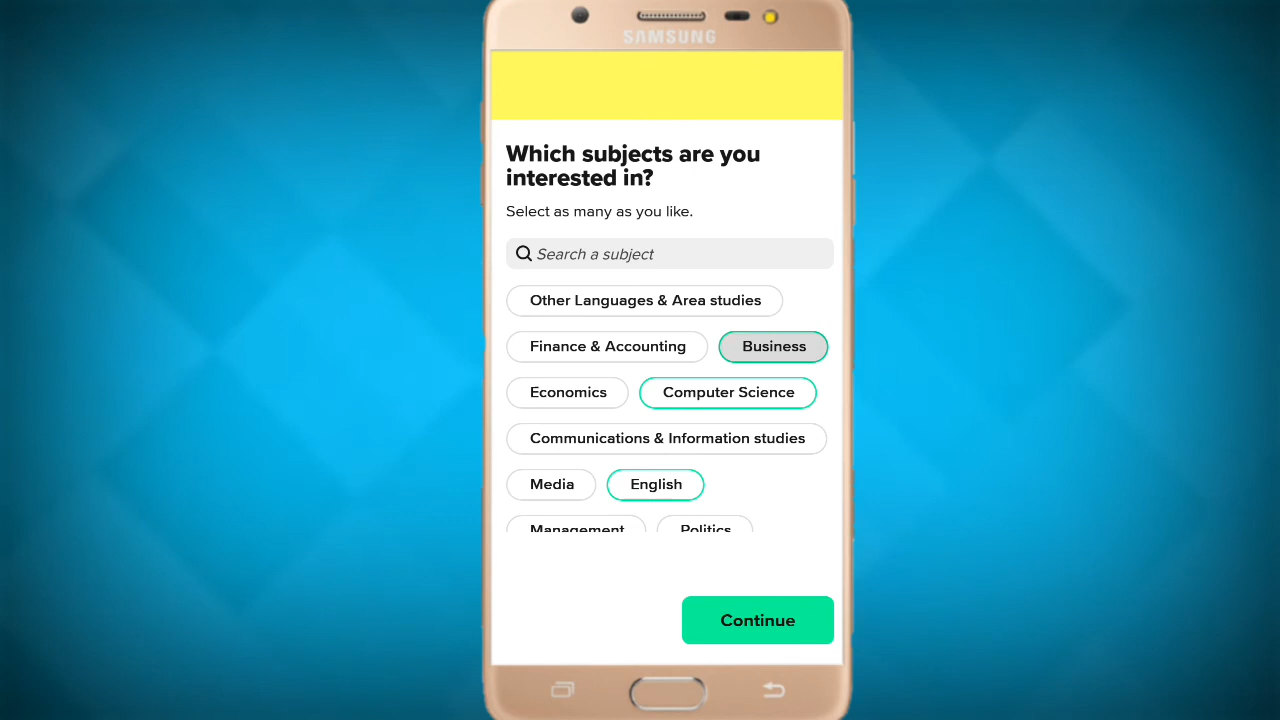 SAMSUNG
Which subjects are you
interested in?
Select as many as you like.
Search a subject
Other Languages & Area studies
Finance & Accounting Business
Economics Computer Science
Communications & Information studies
Media English
Management Politics
Continue